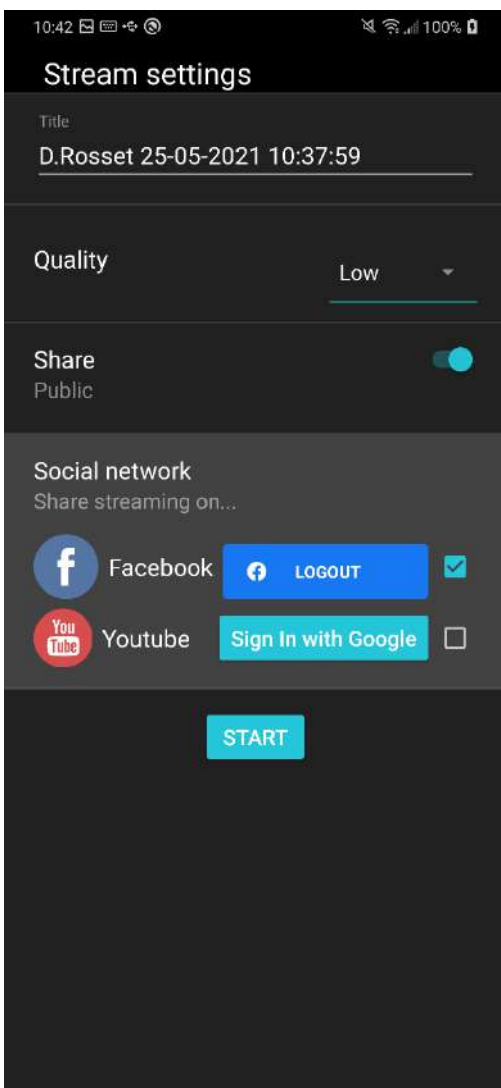 10:42 100%
Stream settings
Title
D.Rosset 25-05-2021 10:37:59
Quality
Low
Share
Public
Social network
Share streaming on...
f Facebook f LOGOUT
You
Tube Youtube Sign In with Google
START